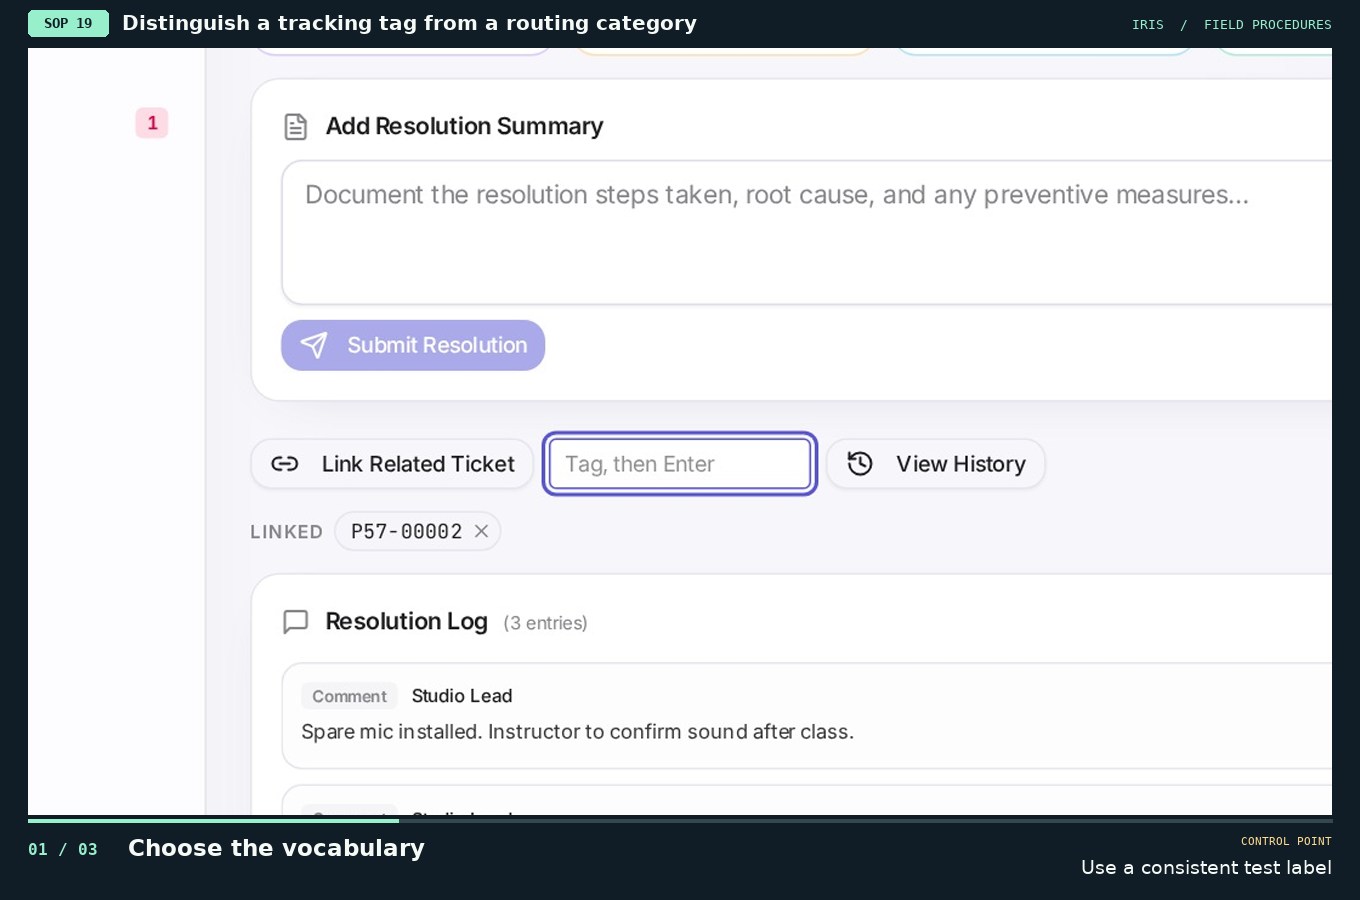 SOP 19 Distinguish a tracking tag from a routing category IRIS / FIELD PROCEDURES
1
Add Resolution Summary
Document the resolution steps taken, root cause, and any preventive measures...
Submit Resolution
Link Related Ticket Tag, then Enter View History
LINKED P57-00002
Resolution Log (3 entries)
Comment Studio Lead
Spare mic installed. Instructor to confirm sound after class.
01 / 03 Choose the vocabulary
CONTROL POINT
Use a consistent test label